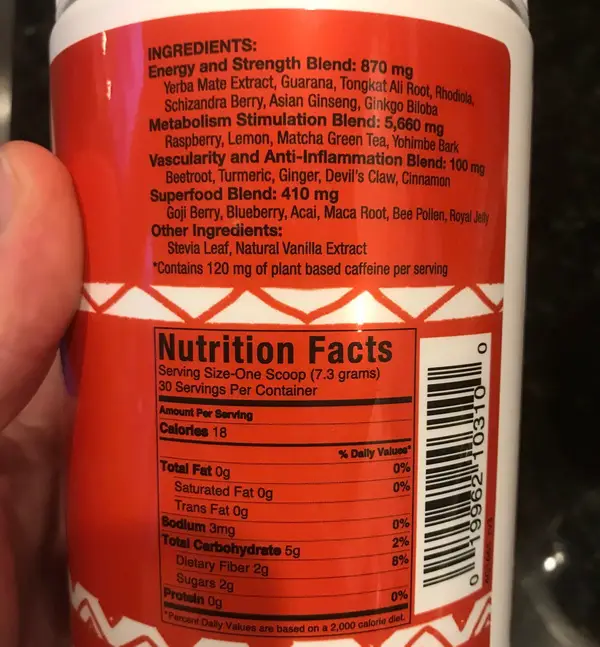 INGREDIENTS:
Energy and Strength Blend: 870 mg
Yerba Mate Extract, Guarana, Tongkat Ali Root, Rhodiola,
Schizandra Berry, Asian Ginseng, Ginkgo Biloba
Metabolism Stimulation Blend: 5,660 mg
Raspberry, Lemon, Matcha Green Tea, Yohimbe Bark
Vascularity and Anti-Inflammation Blend: 100 mg
Beetroot, Turmeric, Ginger, Devil's Claw, Cinnamon
Superfood Blend: 410 mg
Goji Berry, Blueberry, Acai, Maca Root, Bee Pollen, Royal Jelly
Other Ingredients:
Stevia Leaf, Natural Vanilla Extract
*Contains 120 mg of plant based caffeine per serving
Nutrition Facts
Serving Size-One Scoop (7.3 grams)
30 Servings Per Container
Amount Per Serving
Calories 18
% Daily Values*
Total Fat 0g 0%
Saturated Fat 0g 0%
Trans Fat 0g
Sodium 3mg 0%
Total Carbohydrate 5g 2%
Dietary Fiber 2g 8%
Sugars 2g
Protein 0g 0%
*Percent Daily Values are based on a 2,000 calorie diet.
0 19962 10310 0